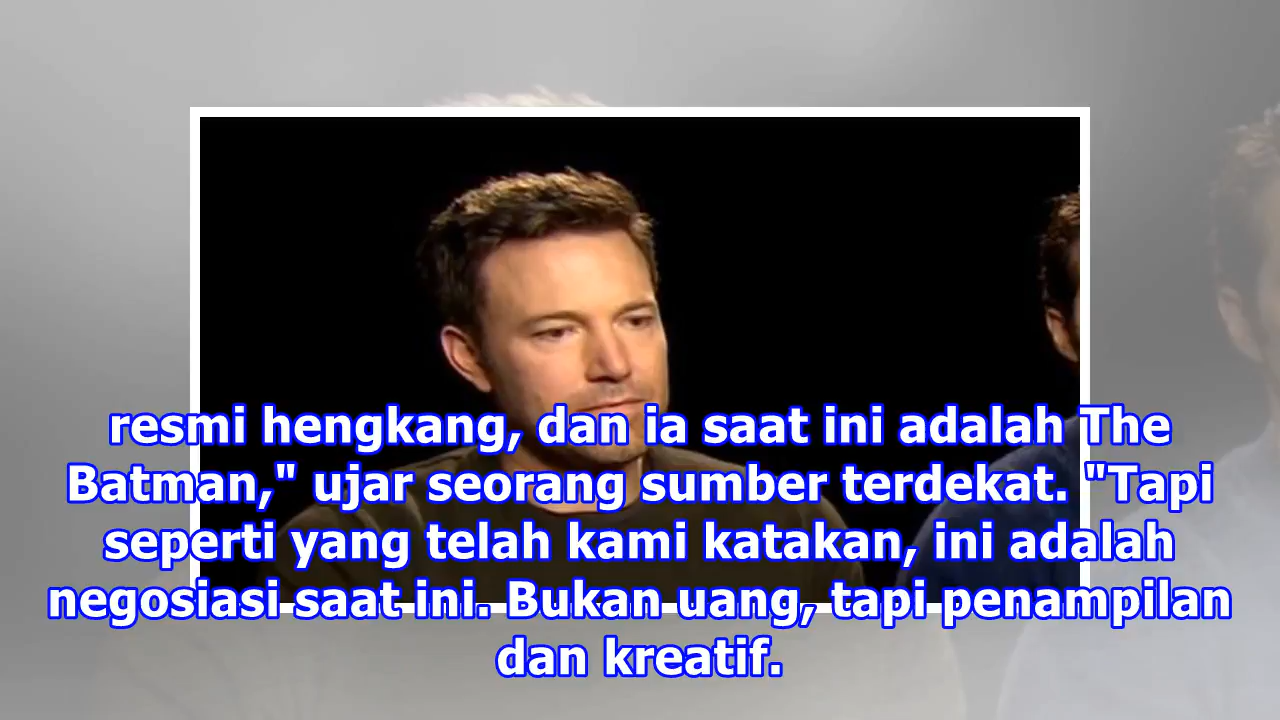 resmi hengkang, dan ia saat ini adalah The
Batman," ujar seorang sumber terdekat. "Tapi
seperti yang telah kami katakan, ini adalah
negosiasi saat ini. Bukan uang, tapi penampilan
dan kreatif.